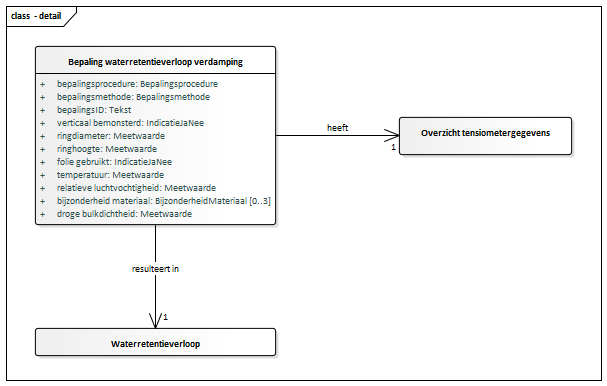 class - detail
Bepaling waterretentieverloop verdamping
+ bepalingsprocedure: Bepalingsprocedure
+ bepalingsmethode: Bepalingsmethode
+ bepalingsID: Tekst
+ verticaal bemonsterd: IndicatieJaNee
+ ringdiameter: Meetwaarde
+ ringhoogte: Meetwaarde
+ folie gebruikt: IndicatieJaNee
+ temperatuur: Meetwaarde
+ relatieve luchtvochtigheid: Meetwaarde
+ bijzonderheid materiaal: BijzonderheidMateriaal [0..3]
+ droge bulkdichtheid: Meetwaarde
heeft
1
Overzicht tensiometergegevens
resulteert in
1
Waterretentieverloop